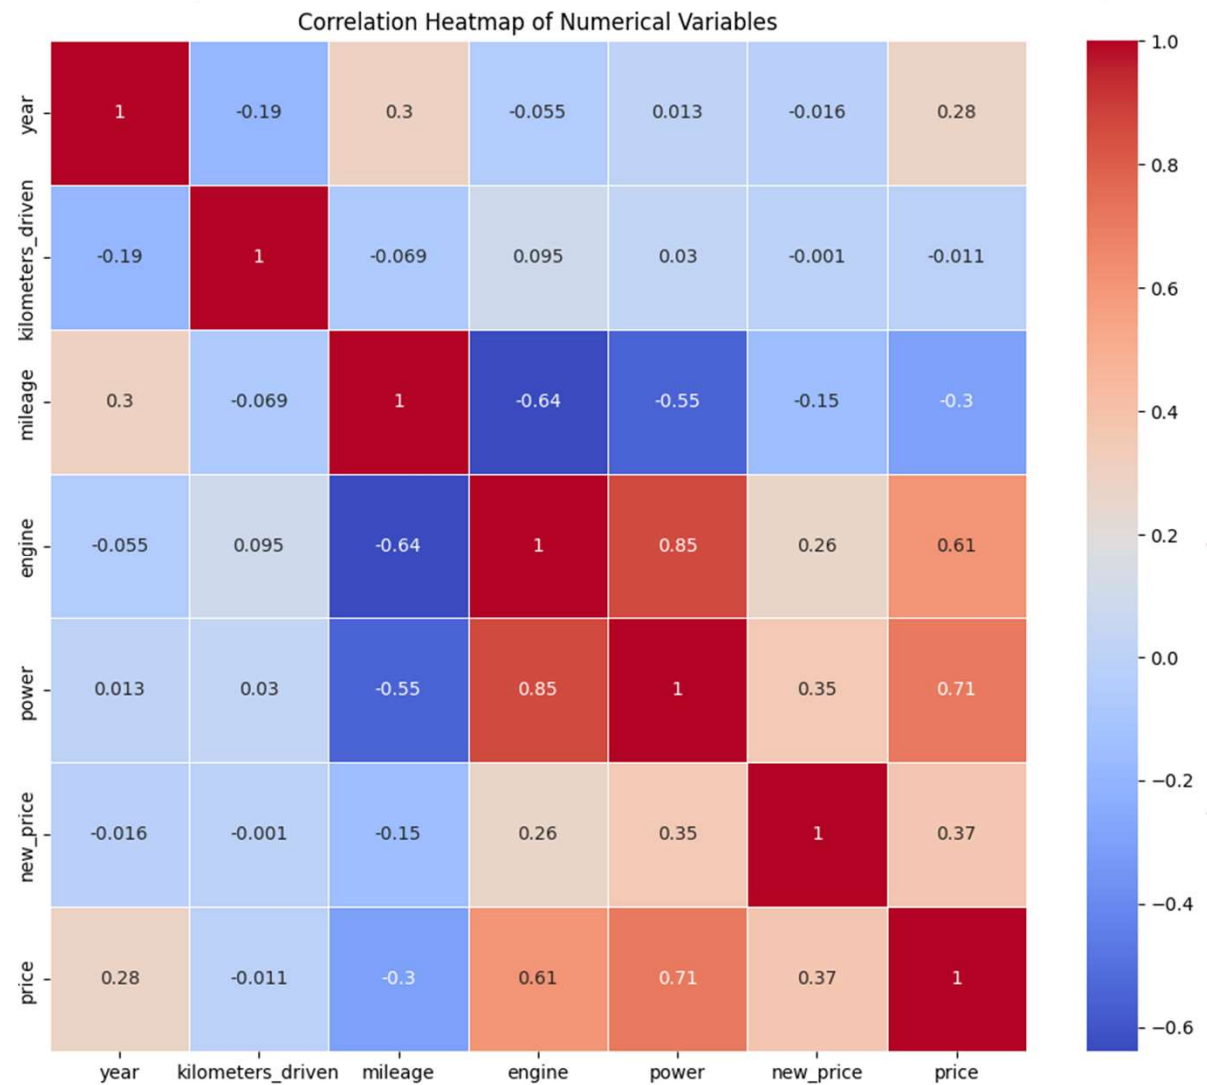 Correlation Heatmap of Numerical Variables
year 1 -0.19 0.3 -0.055 0.013 -0.016 0.28
kilometers_driven -0.19 1 -0.069 0.095 0.03 -0.001 -0.011
mileage 0.3 -0.069 1 -0.64 -0.55 -0.15 -0.3
engine -0.055 0.095 -0.64 1 0.85 0.26 0.61
power 0.013 0.03 -0.55 0.85 1 0.35 0.71
new_price -0.016 -0.001 -0.15 0.26 0.35 1 0.37
price 0.28 -0.011 -0.3 0.61 0.71 0.37 1
year kilometers_driven mileage engine power new_price price
1.0
0.8
0.6
0.4
0.2
0.0
−0.2
−0.4
−0.6